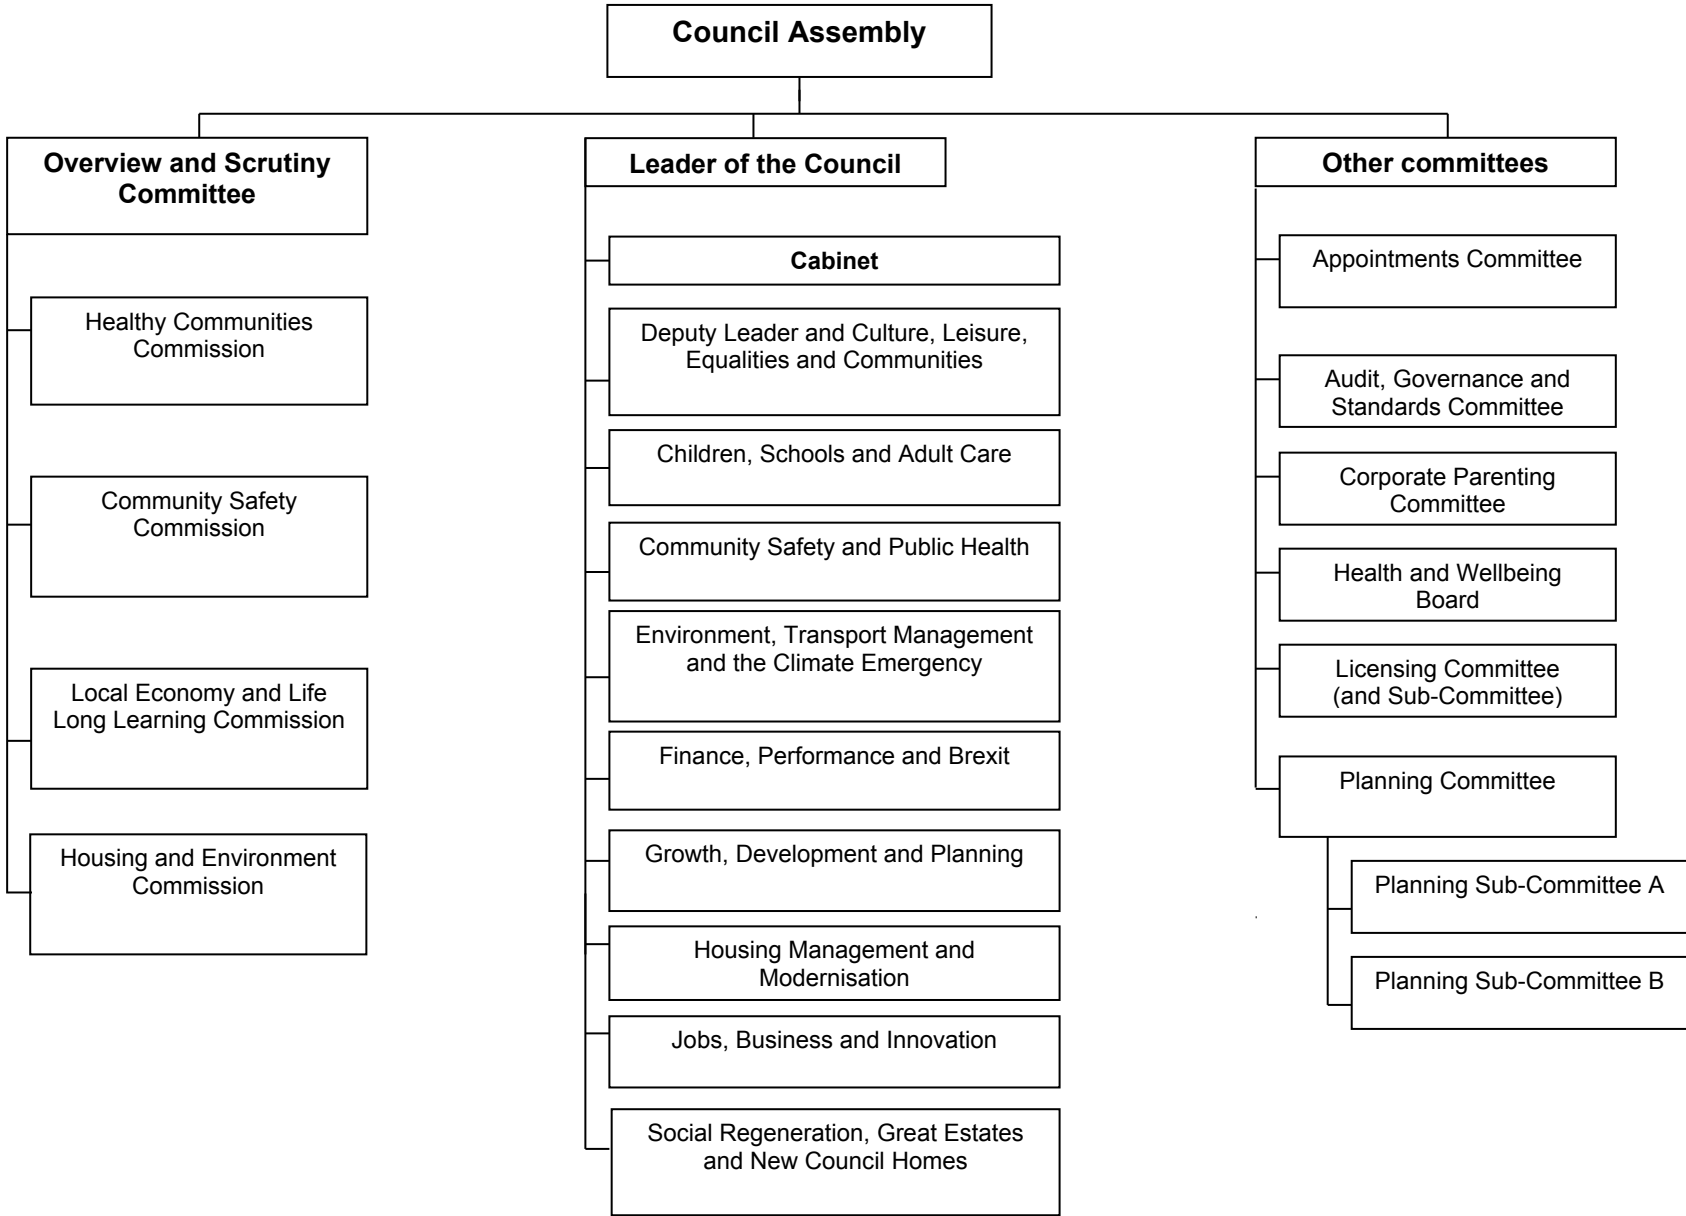 Council Assembly
Overview and Scrutiny
Committee
Healthy Communities
Commission
Community Safety
Commission
Local Economy and Life
Long Learning Commission
Housing and Environment
Commission
Leader of the Council
Cabinet
Deputy Leader and Culture, Leisure,
Equalities and Communities
Children, Schools and Adult Care
Community Safety and Public Health
Environment, Transport Management
and the Climate Emergency
Finance, Performance and Brexit
Growth, Development and Planning
Housing Management and
Modernisation
Jobs, Business and Innovation
Social Regeneration, Great Estates
and New Council Homes
Other committees
Appointments Committee
Audit, Governance and
Standards Committee
Corporate Parenting
Committee
Health and Wellbeing
Board
Licensing Committee
(and Sub-Committee)
Planning Committee
Planning Sub-Committee A
Planning Sub-Committee B